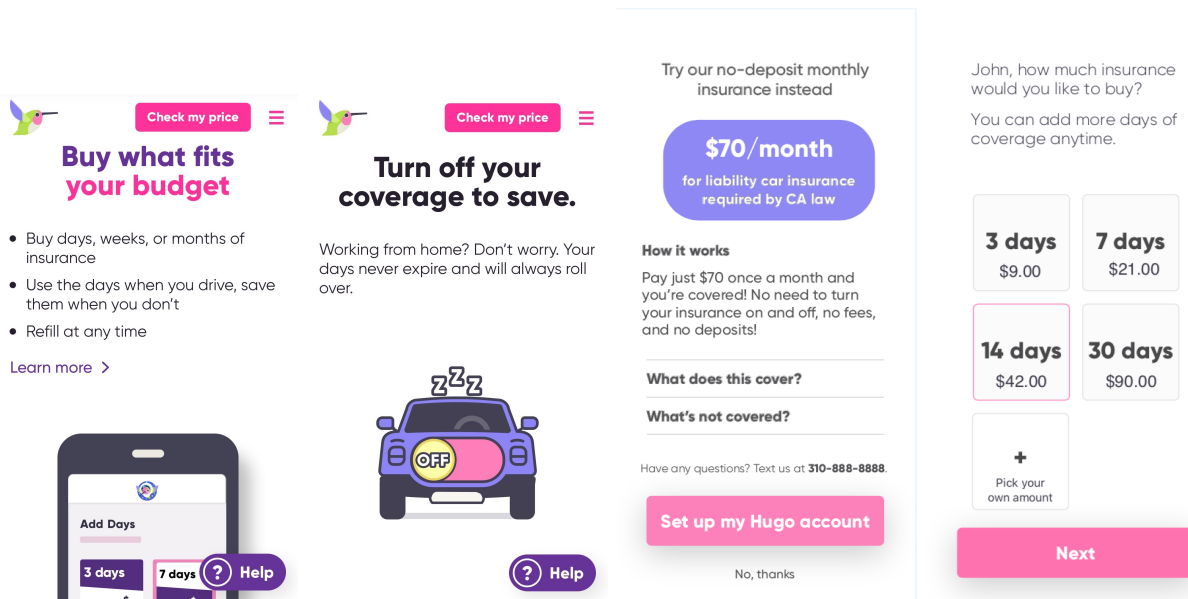 Check my price
Buy what fits
your budget
Buy days, weeks, or months of
insurance
Use the days when you drive, save
them when you don't
Refill at any time
Learn more
Add Days
3 days
7 days
Help
Check my price
Turn off your
coverage to save.
Working from home? Don't worry. Your
days never expire and will always roll
over.
ZZZ
OFF
Help
Try our no-deposit monthly
insurance instead
$70/month
for liability car insurance
required by CA law
How it works
Pay just $70 once a month and
you're covered! No need to turn
your insurance on and off, no fees,
and no deposits!
What does this cover?
What's not covered?
Have any questions? Text us at 310-888-8888.
Set up my Hugo account
No, thanks
John, how much insurance
would you like to buy?
You can add more days of
coverage anytime.
3 days
$9.00
7 days
$21.00
14 days
$42.00
30 days
$90.00
+
Pick your
own amount
Next